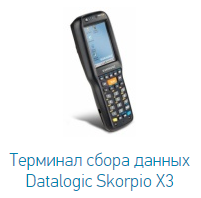 Терминал сбора данных
Datalogic Skorpio X3